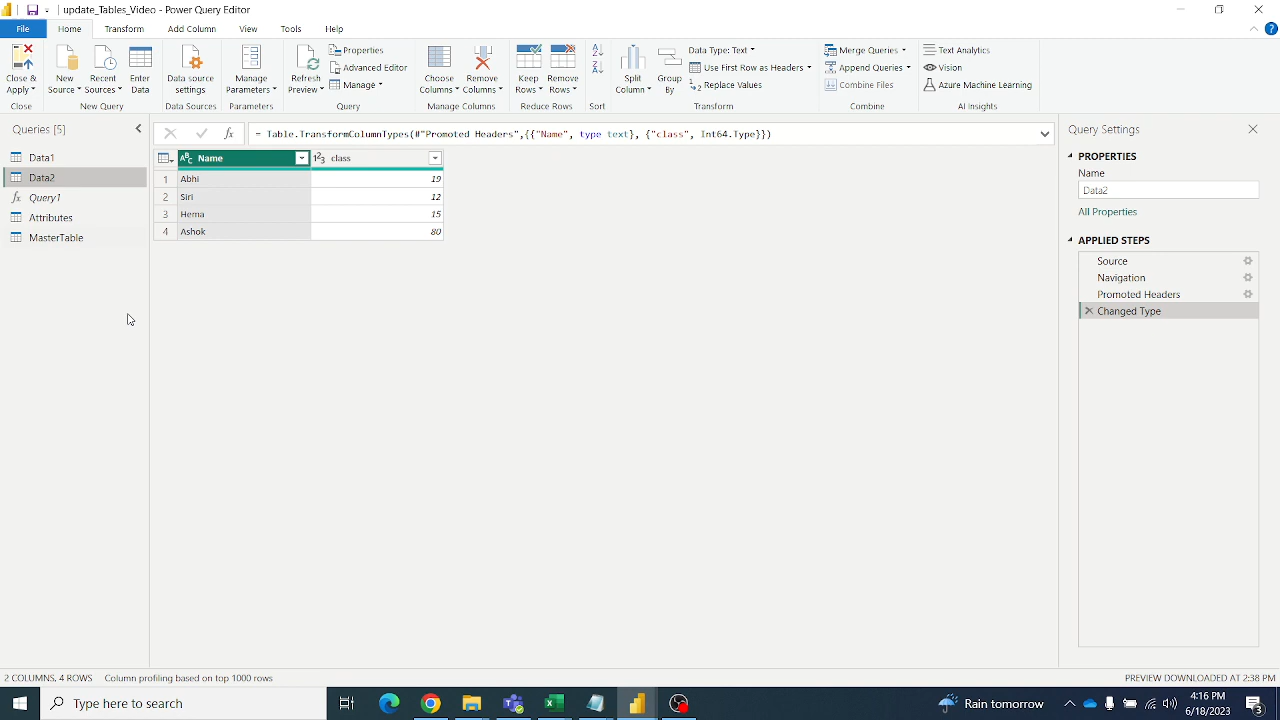 update_Tables_Video - Power Query Editor
File Home Transform Add Column View Tools Help
Close & Apply
New Source
Recent Sources
Enter Data
Data source settings
Manage Parameters
Refresh Preview
Properties
Advanced Editor
Manage
Choose Columns
Remove Columns
Keep Rows
Remove Rows
Split Column
Group By
Data Type: Text
Use First Row as Headers
Replace Values
Merge Queries
Append Queries
Combine Files
Text Analytics
Vision
Azure Machine Learning
Close New Query Data Sources Parameters Query Manage Columns Reduce Rows Sort Transform Combine AI Insights
Queries [5]
Data1
Data2
fx Query1
Attributes
MasterTable
fx = Table.TransformColumnTypes(#"Promoted Headers",{{"Name", type text}, {"class", Int64.Type}})
ABC Name 123 class
1 Abhi 19
2 Siri 12
3 Hema 15
4 Ashok 80
Query Settings
PROPERTIES
Name
Data2
All Properties
APPLIED STEPS
Source
Navigation
Promoted Headers
Changed Type
2 COLUMNS, 4 ROWS Column profiling based on top 1000 rows
PREVIEW DOWNLOADED AT 2:38 PM
Type here to search
Rain tomorrow
4:16 PM
6/18/2023